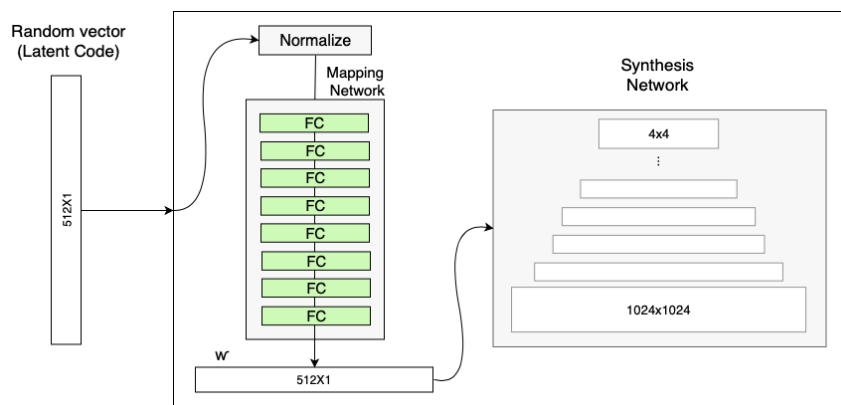 Random vector
(Latent Code)
512X1
Normalize
Mapping
Network
FC
FC
FC
FC
FC
FC
FC
FC
w
512X1
Synthesis
Network
4x4
...
1024x1024